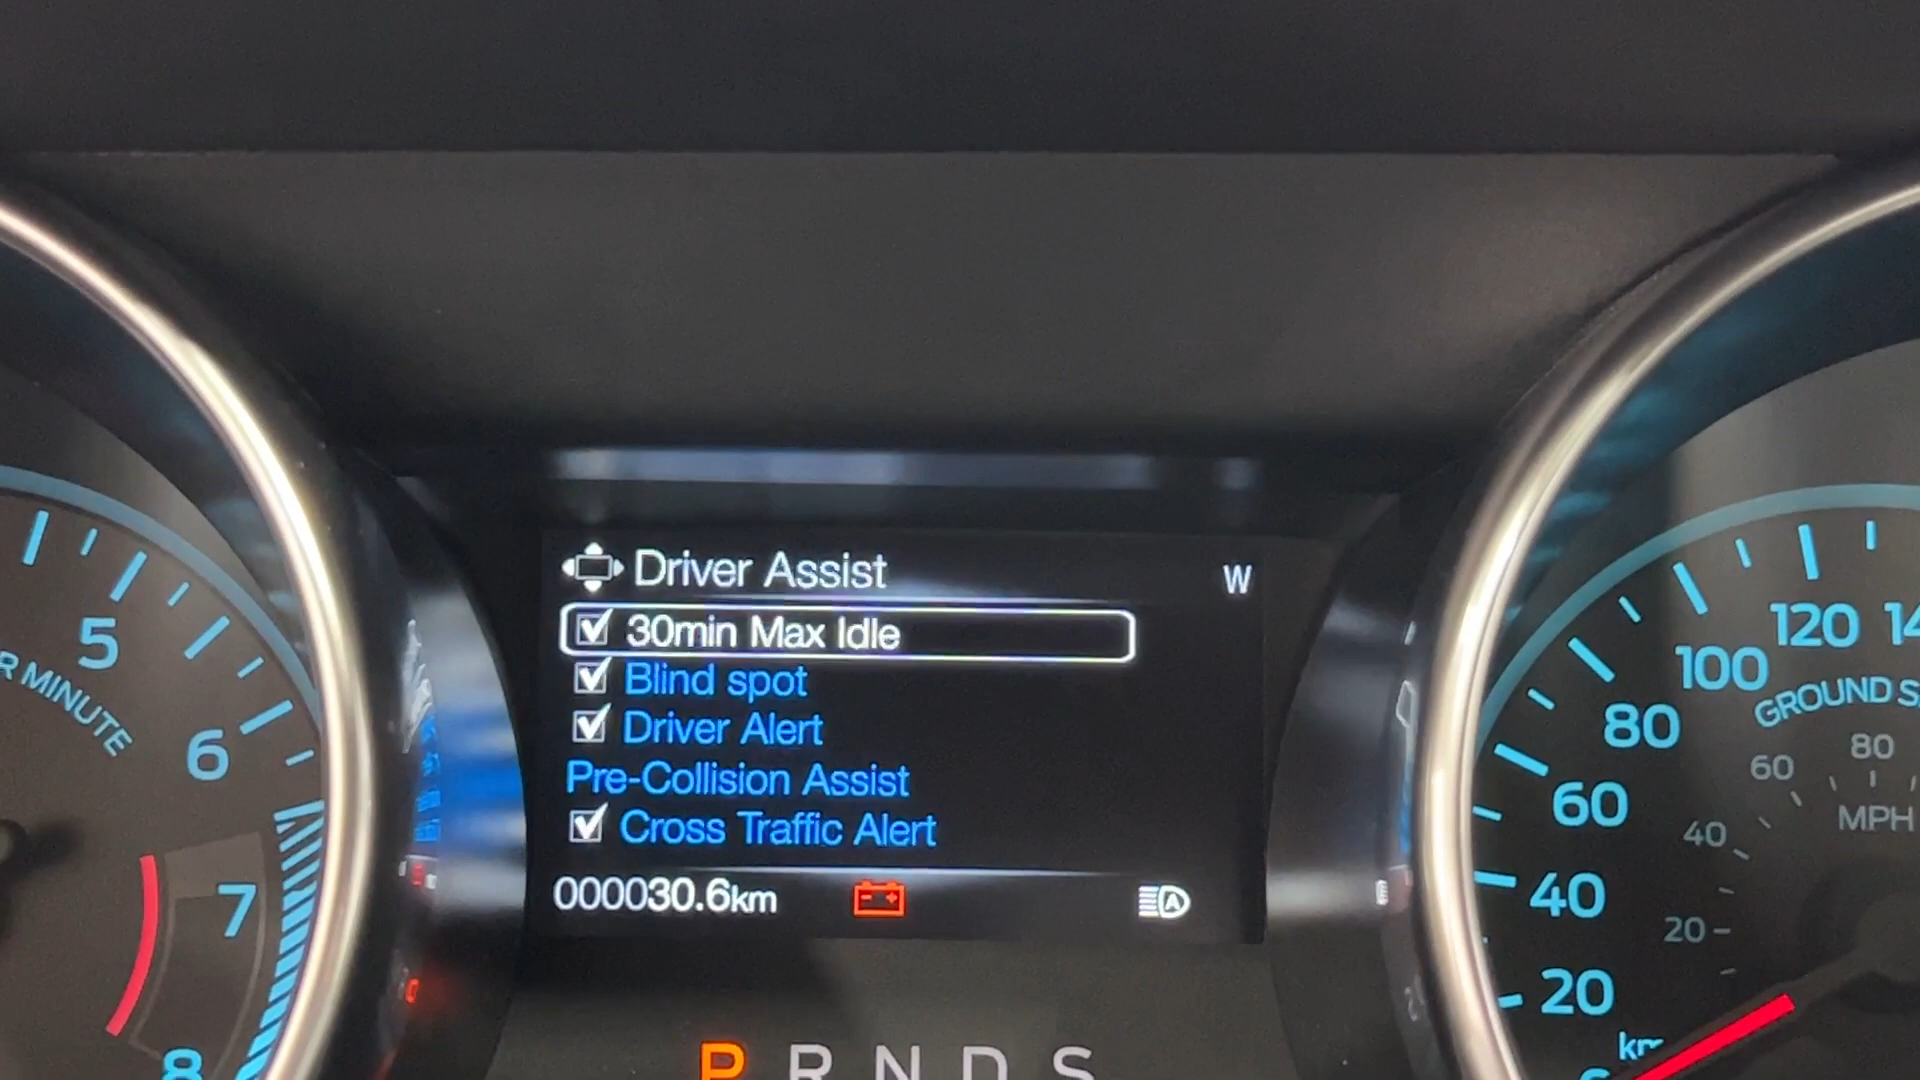 Driver Assist
W
30min Max Idle
Blind spot
Driver Alert
Pre-Collision Assist
Cross Traffic Alert
000030.6km
A
P R N D S
5
6
7
8
R MINUTE
120
100
80
60
40
20
GROUND
80
60
40
20
MPH